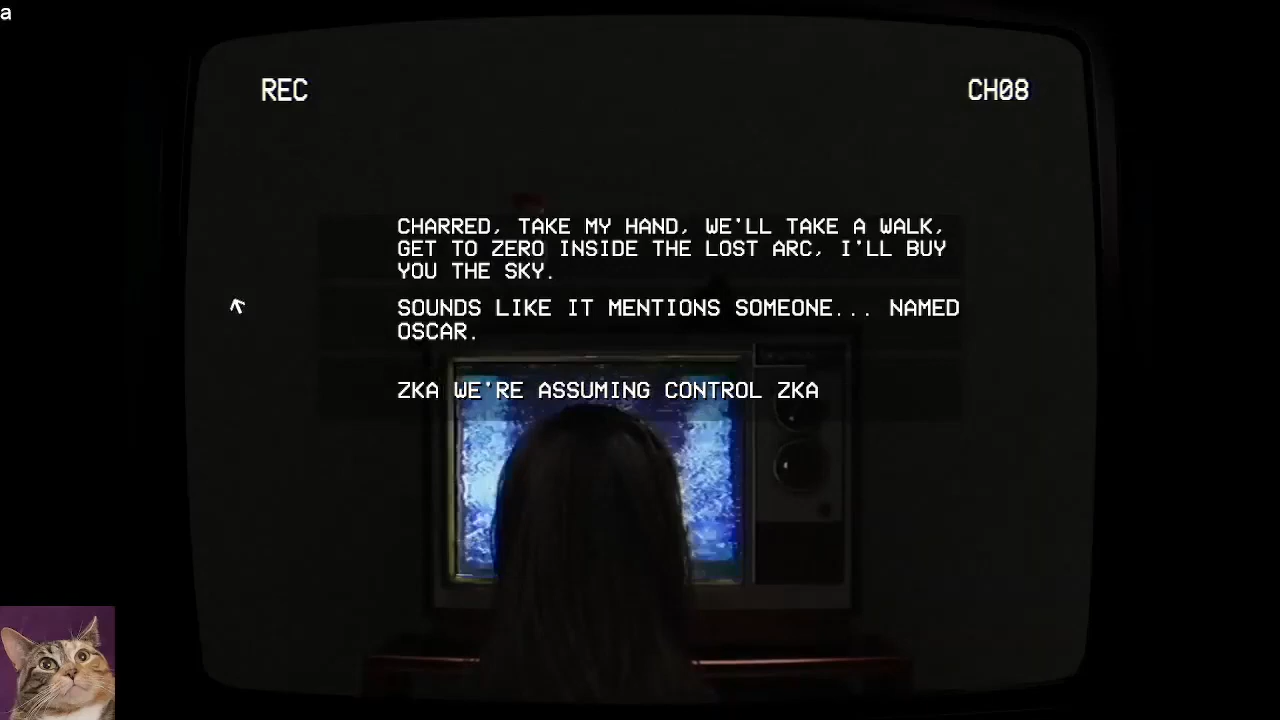 a
REC
CH08
CHARRED, TAKE MY HAND, WE'LL TAKE A WALK,
GET TO ZERO INSIDE THE LOST ARC, I'LL BUY
YOU THE SKY.
SOUNDS LIKE IT MENTIONS SOMEONE... NAMED
OSCAR.
ZKA WE'RE ASSUMING CONTROL ZKA